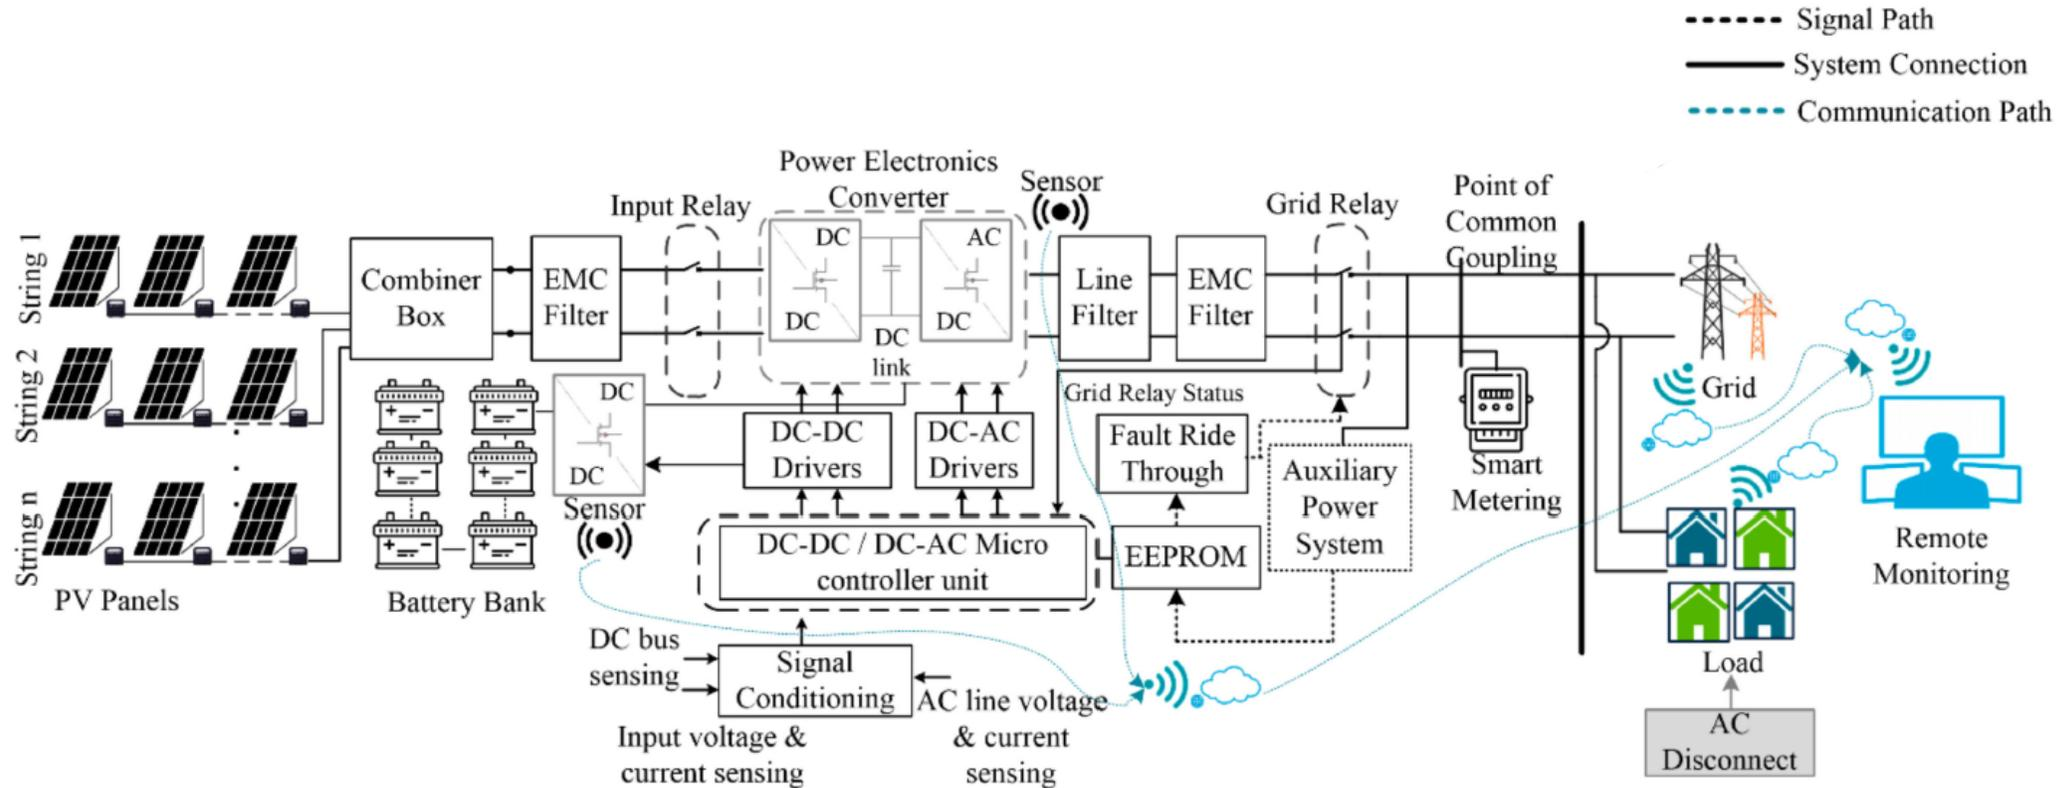 Signal Path
System Connection
Communication Path
Power Electronics
Converter
Sensor
Input Relay
Grid Relay
Point of
Common
Coupling
String 1
String 2
String n
PV Panels
Combiner
Box
EMC
Filter
DC
DC
AC
DC
DC
link
Line
Filter
EMC
Filter
Grid
Grid Relay Status
DC
DC
Sensor
Battery Bank
DC-DC
Drivers
DC-AC
Drivers
Fault Ride
Through
Auxiliary
Power
System
Smart
Metering
DC-DC / DC-AC Micro
controller unit
EEPROM
Remote
Monitoring
DC bus
sensing
Signal
Conditioning
Input voltage &
current sensing
AC line voltage
& current
sensing
Load
AC
Disconnect